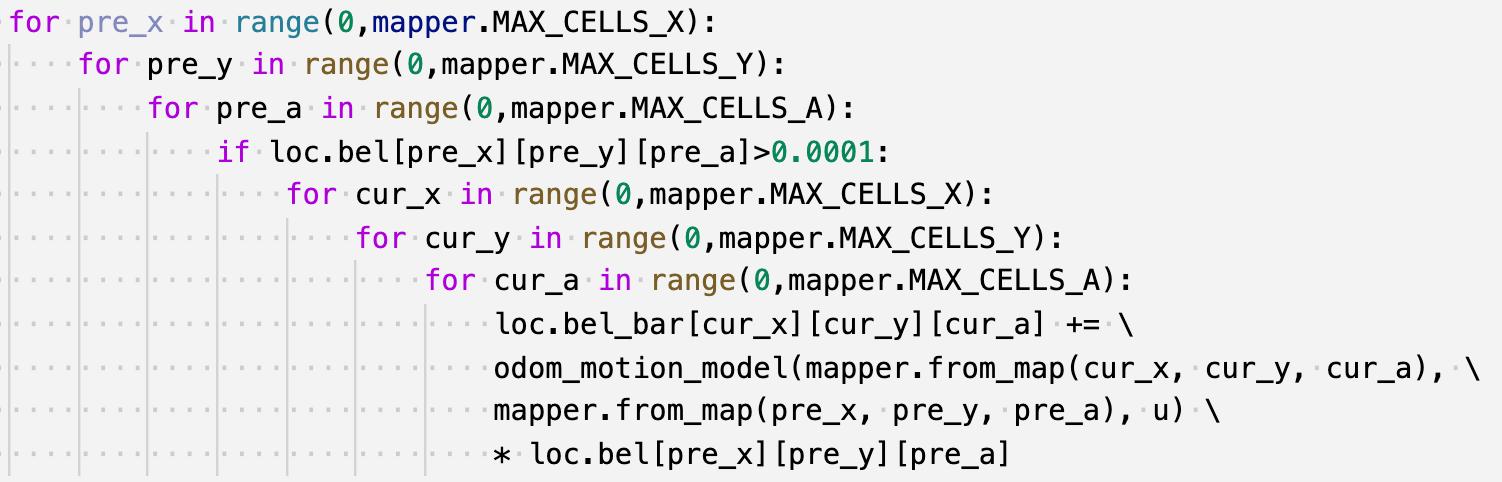 for pre_x in range(0,mapper.MAX_CELLS_X):
    for pre_y in range(0,mapper.MAX_CELLS_Y):
        for pre_a in range(0,mapper.MAX_CELLS_A):
            if loc.bel[pre_x][pre_y][pre_a]>0.0001:
                for cur_x in range(0,mapper.MAX_CELLS_X):
                    for cur_y in range(0,mapper.MAX_CELLS_Y):
                        for cur_a in range(0,mapper.MAX_CELLS_A):
                            loc.bel_bar[cur_x][cur_y][cur_a] += \
                            odom_motion_model(mapper.from_map(cur_x, cur_y, cur_a), \
                            mapper.from_map(pre_x, pre_y, pre_a), u) \
                            * loc.bel[pre_x][pre_y][pre_a]